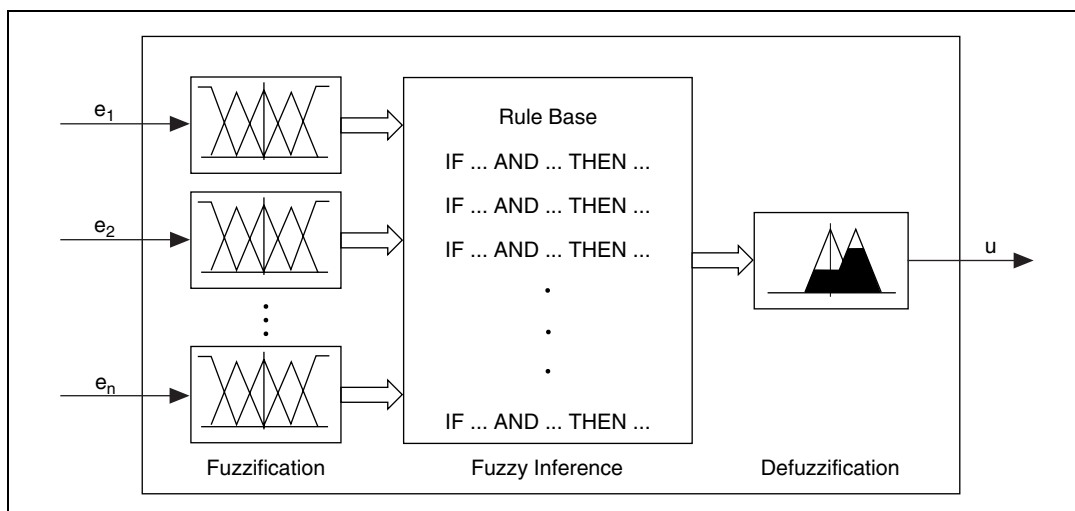 e1
e2
en
Rule Base
IF ... AND ... THEN ...
IF ... AND ... THEN ...
IF ... AND ... THEN ...
IF ... AND ... THEN ...
u
Fuzzification
Fuzzy Inference
Defuzzification